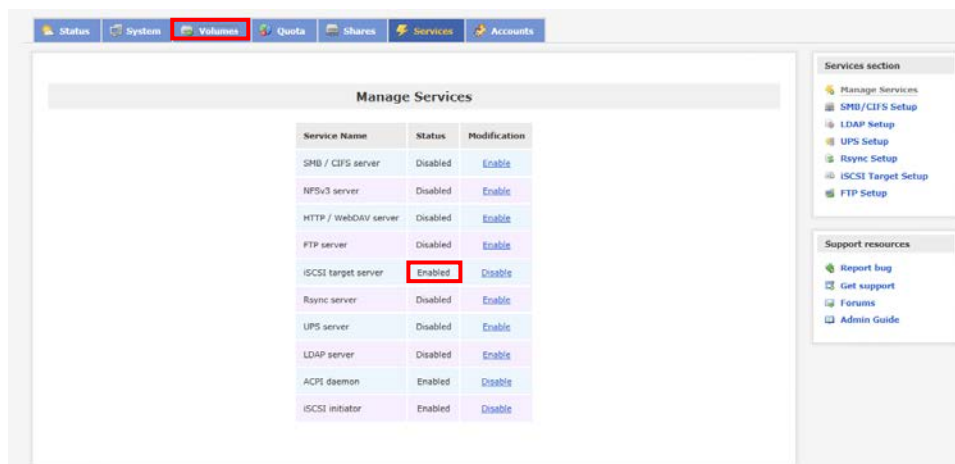 Status System Volumes Quota Shares Services Accounts
Manage Services
Service Name Status Modification
SMB / CIFS server Disabled Enable
NFSv3 server Disabled Enable
HTTP / WebDAV server Disabled Enable
FTP server Disabled Enable
iSCSI target server Enabled Disable
Rsync server Disabled Enable
UPS server Disabled Enable
LDAP server Disabled Enable
ACPI daemon Enabled Disable
iSCSI initiator Enabled Disable
Services section
Manage Services
SMB/CIFS Setup
LDAP Setup
UPS Setup
Rsync Setup
iSCSI Target Setup
FTP Setup
Support resources
Report bug
Get support
Forums
Admin Guide